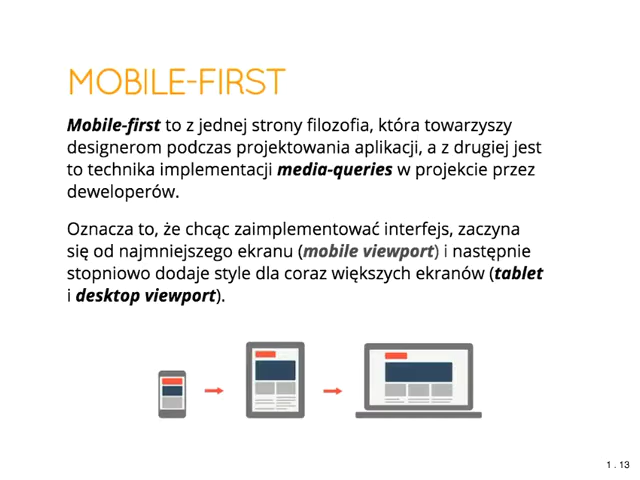 MOBILE-FIRST
Mobile-first to z jednej strony filozofia, która towarzyszy
designerom podczas projektowania aplikacji, a z drugiej jest
to technika implementacji media-queries w projekcie przez
deweloperów.
Oznacza to, że chcąc zaimplementować interfejs, zaczyna
się od najmniejszego ekranu (mobile viewport) i następnie
stopniowo dodaje style dla coraz większych ekranów (tablet
i desktop viewport).
1 . 13